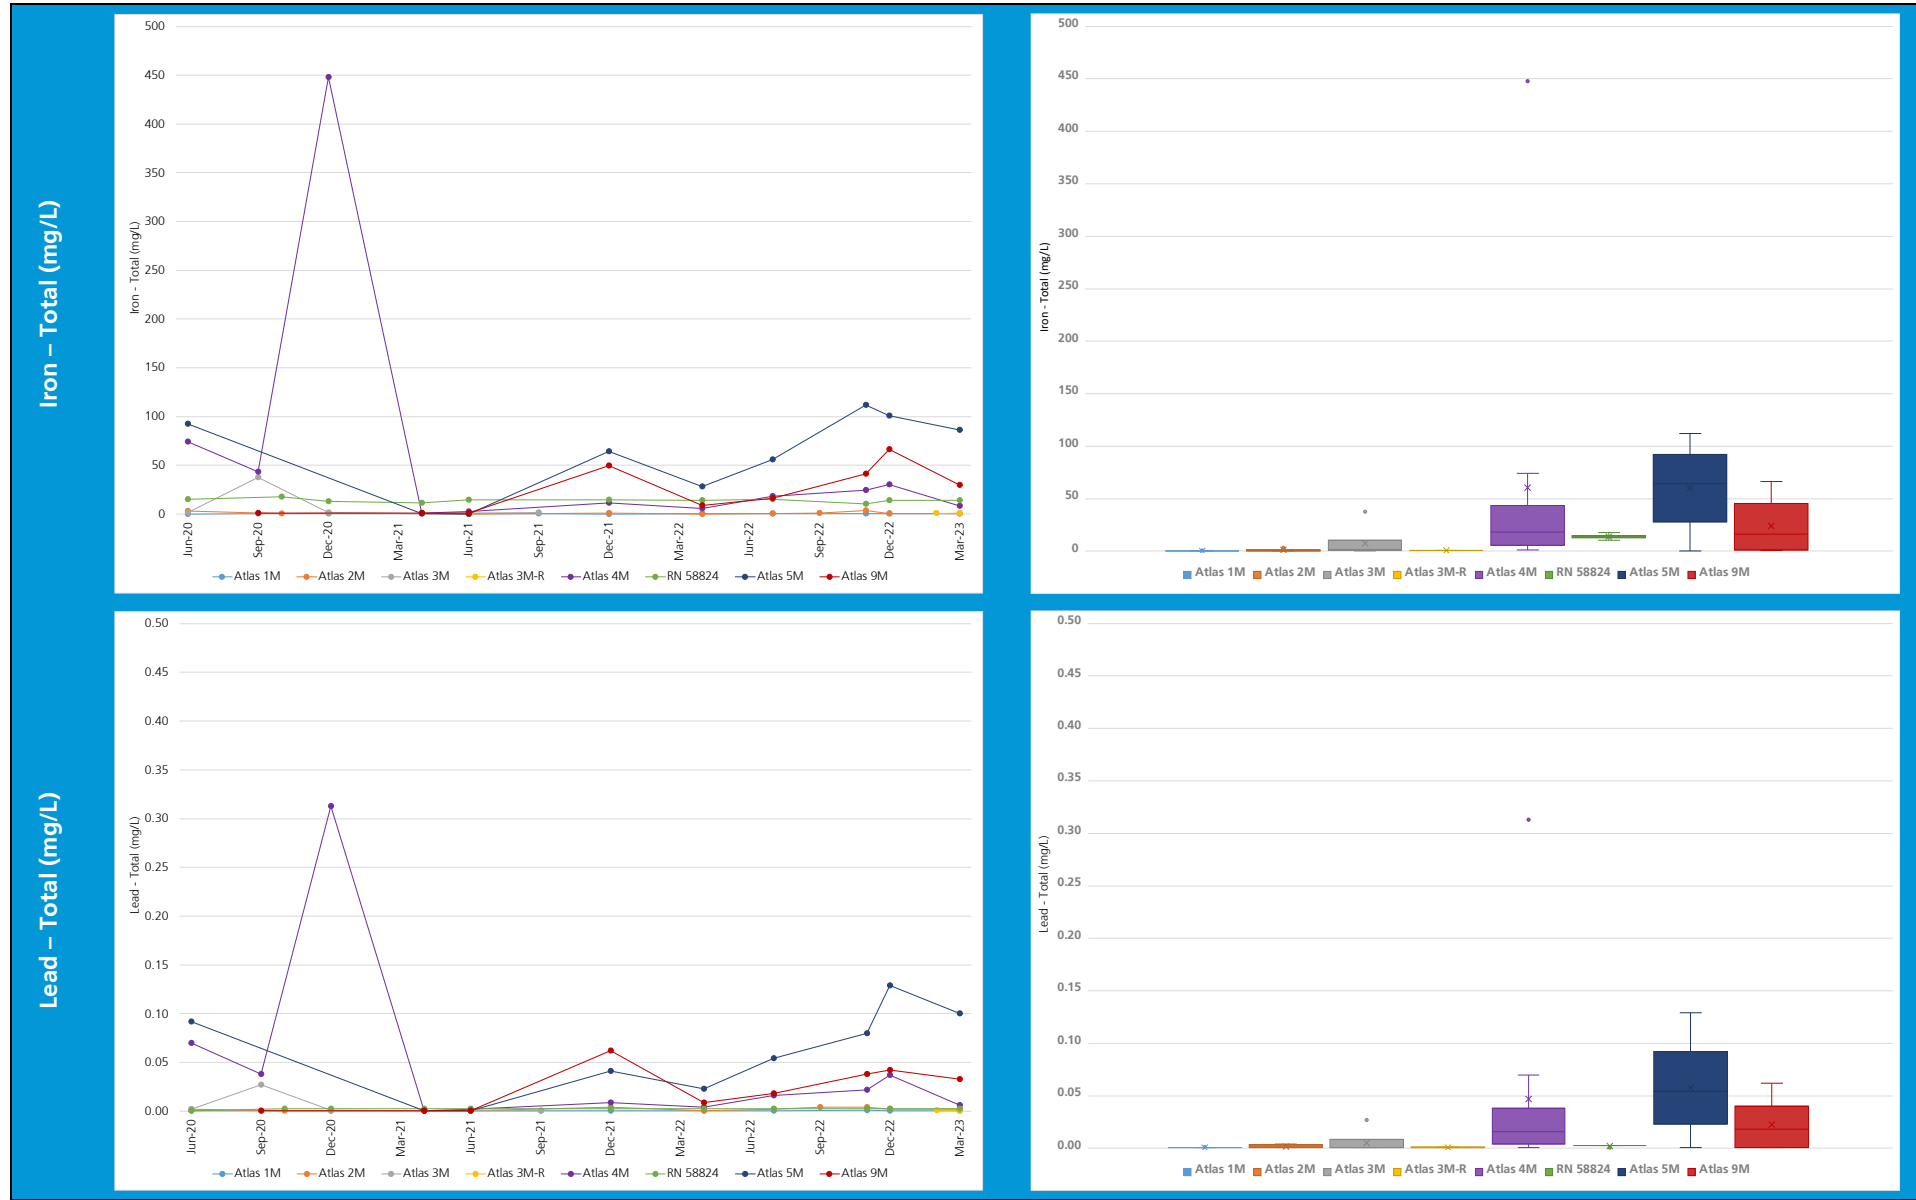 Iron – Total (mg/L)
500
450
400
350
300
250
200
150
100
50
0
Iron - Total (mg/L)
Jun-20
Sep-20
Dec-20
Mar-21
Jun-21
Sep-21
Dec-21
Mar-22
Jun-22
Sep-22
Dec-22
Mar-23
Atlas 1M Atlas 2M Atlas 3M Atlas 3M-R Atlas 4M RN 58824 Atlas 5M Atlas 9M
500
450
400
350
300
250
200
150
100
50
0
Iron - Total (mg/L)
Atlas 1M Atlas 2M Atlas 3M Atlas 3M-R Atlas 4M RN 58824 Atlas 5M Atlas 9M
Lead – Total (mg/L)
0.50
0.45
0.40
0.35
0.30
0.25
0.20
0.15
0.10
0.05
0.00
Lead - Total (mg/L)
Jun-20
Sep-20
Dec-20
Mar-21
Jun-21
Sep-21
Dec-21
Mar-22
Jun-22
Sep-22
Dec-22
Mar-23
Atlas 1M Atlas 2M Atlas 3M Atlas 3M-R Atlas 4M RN 58824 Atlas 5M Atlas 9M
0.50
0.45
0.40
0.35
0.30
0.25
0.20
0.15
0.10
0.05
0.00
Lead - Total (mg/L)
Atlas 1M Atlas 2M Atlas 3M Atlas 3M-R Atlas 4M RN 58824 Atlas 5M Atlas 9M